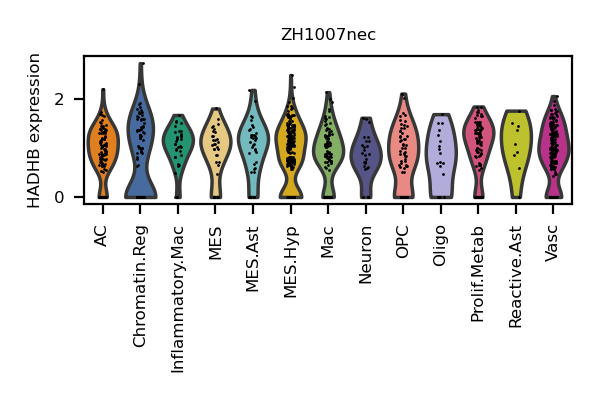 ZH1007nec
HADHB expression
2
0
AC
Chromatin.Reg
Inflammatory.Mac
MES
MES.Ast
MES.Hyp
Mac
Neuron
OPC
Oligo
Prolif.Metab
Reactive.Ast
Vasc